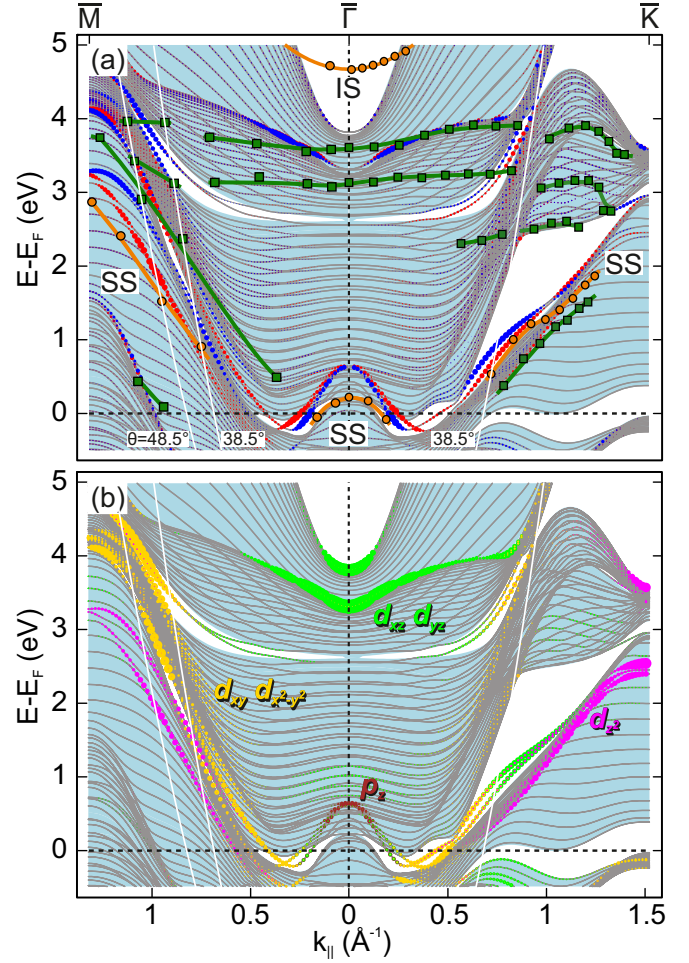 M̅ Γ̅ K̅
5
(a)
IS
4
3
SS
SS
2
1
0
SS
θ=48.5° 38.5° 38.5°
E-E_F (eV)
5
(b)
4
d_xz d_yz
3
d_xy d_x²-y²
d_z²
2
1
p_z
0
E-E_F (eV)
1 0.5 0 0.5 1 1.5
k_|| (Å⁻¹)